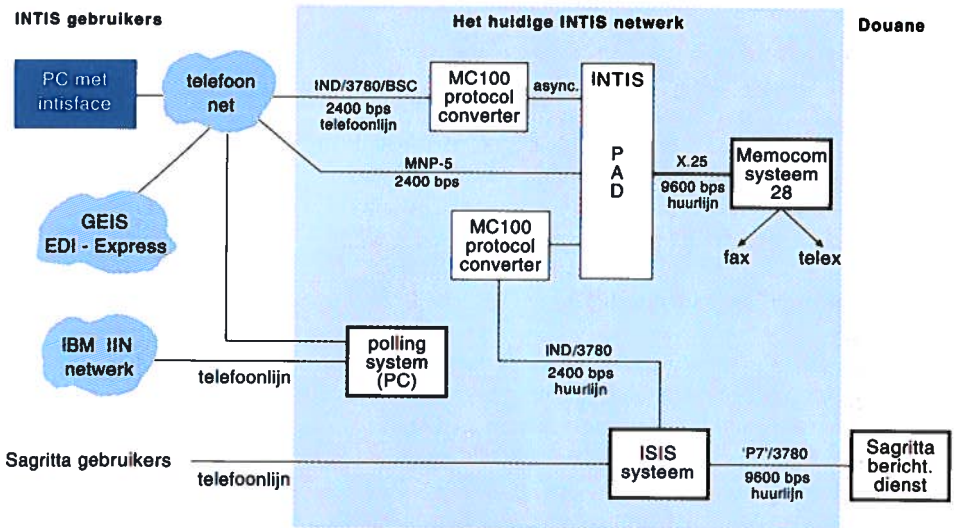 INTIS gebruikers
Het huidige INTIS netwerk
Douane
PC met
intisface
telefoon
net
IND/3780/BSC
2400 bps
telefoonlijn
MC100
protocol
converter
async.
INTIS
P
A
D
X.25
9600 bps
huurlijn
Memocom
systeem
28
fax
telex
MNP-5
2400 bps
GEIS
EDI - Express
MC100
protocol
converter
IBM IIN
netwerk
telefoonlijn
polling
system
(PC)
IND/3780
2400 bps
huurlijn
Sagritta gebruikers
telefoonlijn
ISIS
systeem
'P7'/3780
9600 bps
huurlijn
Sagritta
bericht.
dienst